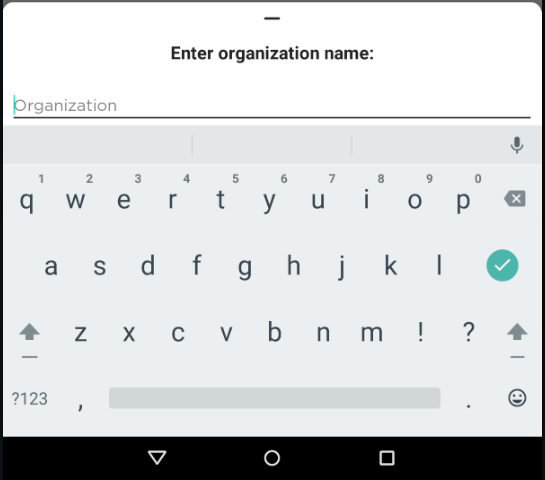 Enter organization name:
Organization
1 2 3 4 5 6 7 8 9 0
q w e r t y u i o p
a s d f g h j k l
z x c v b n m ! ?
?123 , .